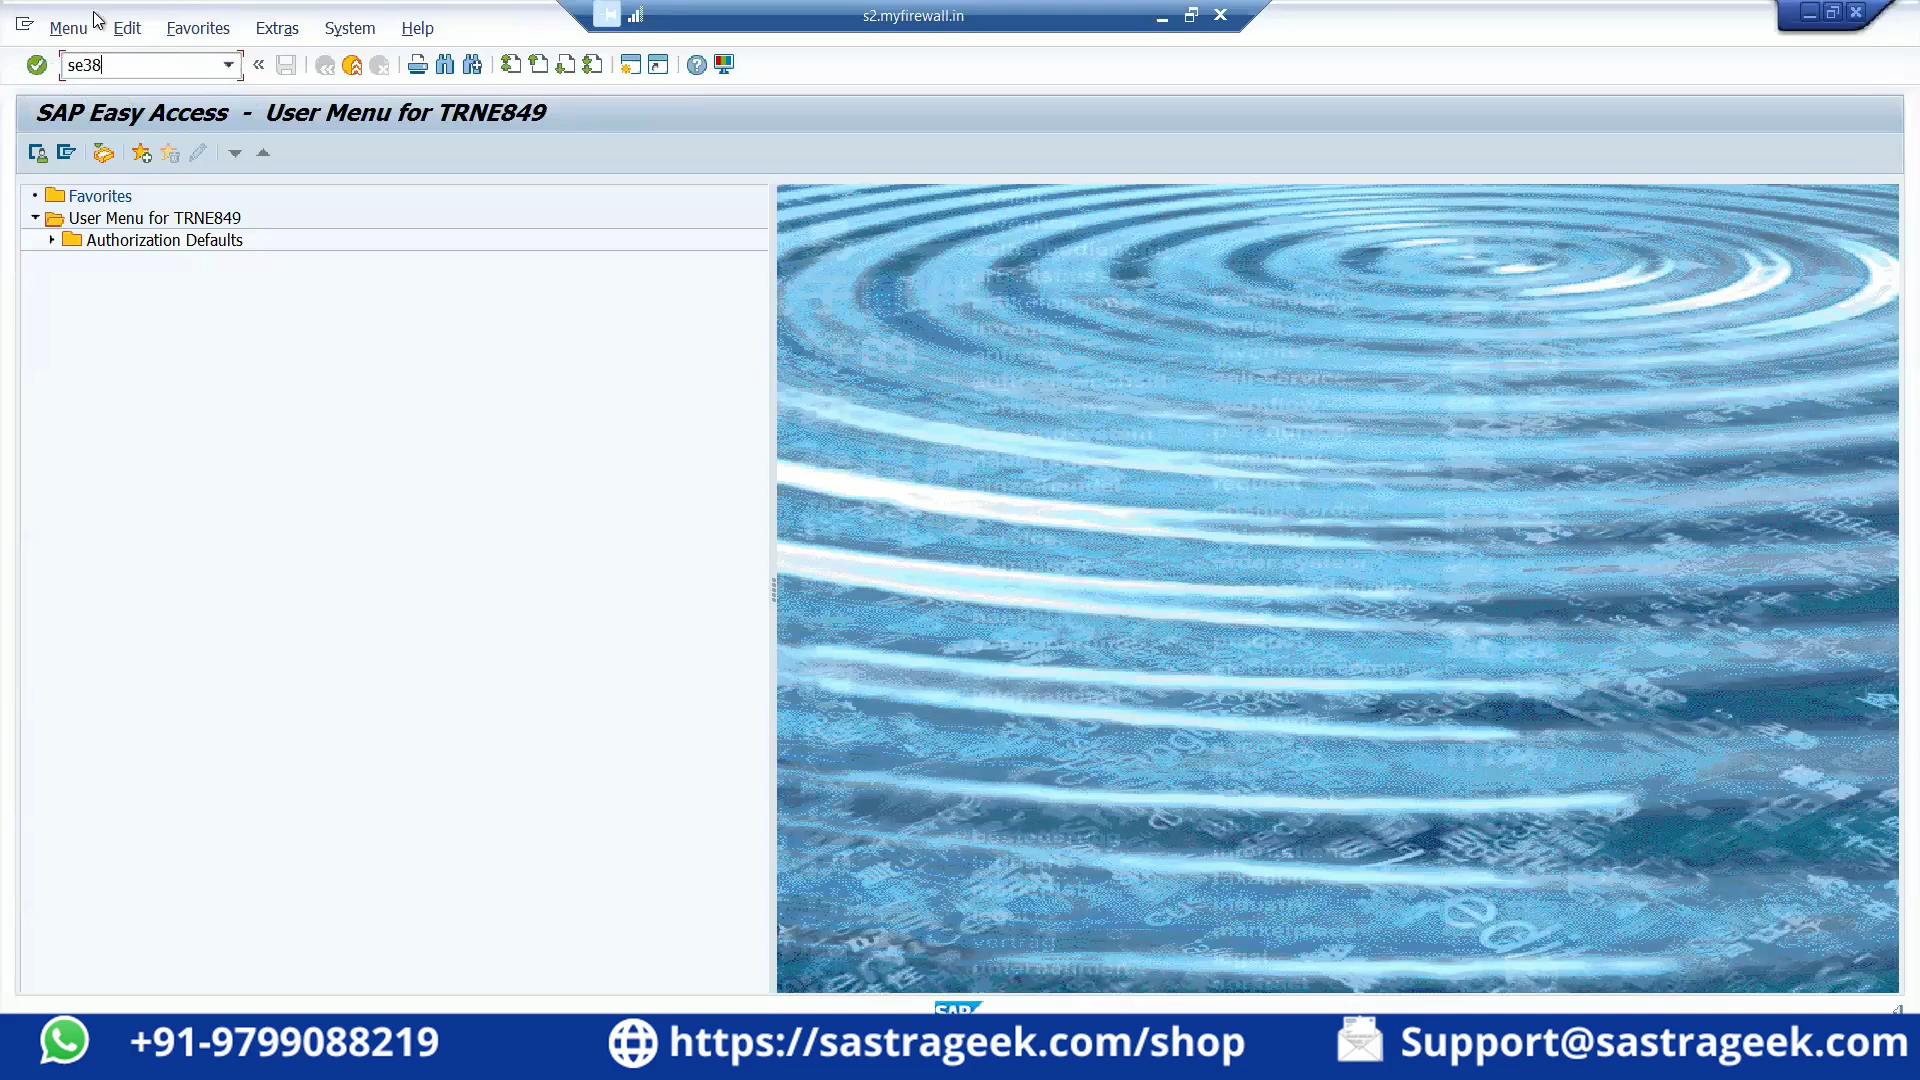 s2.myfirewall.in
Menu Edit Favorites Extras System Help
se38
SAP Easy Access - User Menu for TRNE849
Favorites
User Menu for TRNE849
Authorization Defaults
SAP
+91-9799088219 https://sastrageek.com/shop Support@sastrageek.com